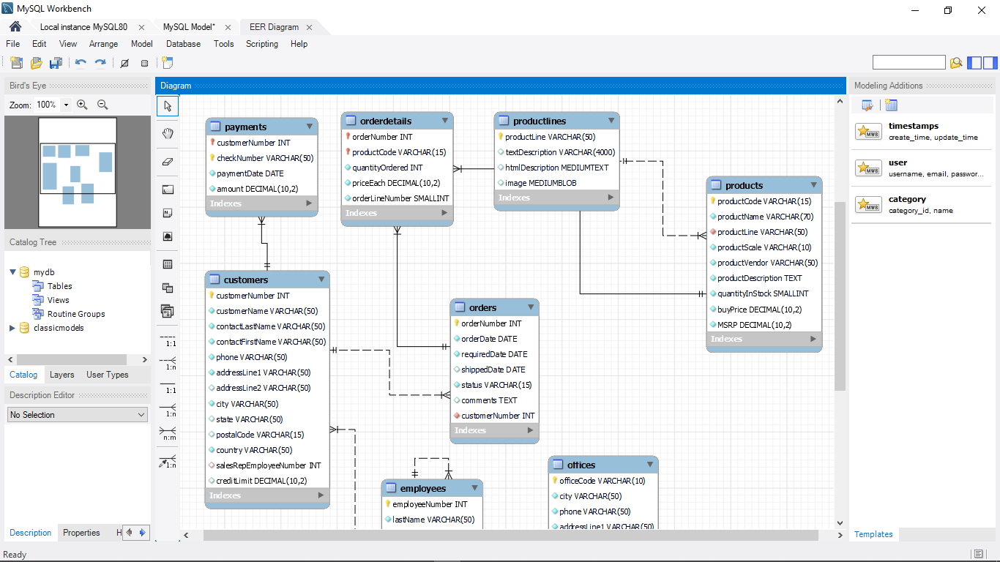 MySQL Workbench
Local instance MySQL80
MySQL Model*
EER Diagram
File Edit View Arrange Model Database Tools Scripting Help
Bird's Eye
Zoom: 100%
Catalog Tree
mydb
Tables
Views
Routine Groups
classicmodels
Catalog Layers User Types
Description Editor
No Selection
Description Properties H
Ready
1:1
1:n
1:1
1:n
n:m
1:n
Diagram
payments
customerNumber INT
checkNumber VARCHAR(50)
paymentDate DATE
amount DECIMAL(10,2)
Indexes
orderdetails
orderNumber INT
productCode VARCHAR(15)
quantityOrdered INT
priceEach DECIMAL(10,2)
orderLineNumber SMALLINT
Indexes
productlines
productLine VARCHAR(50)
textDescription VARCHAR(4000)
htmlDescription MEDIUMTEXT
image MEDIUMBLOB
Indexes
products
productCode VARCHAR(15)
productName VARCHAR(70)
productLine VARCHAR(50)
productScale VARCHAR(10)
productVendor VARCHAR(50)
productDescription TEXT
quantityInStock SMALLINT
buyPrice DECIMAL(10,2)
MSRP DECIMAL(10,2)
Indexes
customers
customerNumber INT
customerName VARCHAR(50)
contactLastName VARCHAR(50)
contactFirstName VARCHAR(50)
phone VARCHAR(50)
addressLine1 VARCHAR(50)
addressLine2 VARCHAR(50)
city VARCHAR(50)
state VARCHAR(50)
postalCode VARCHAR(15)
country VARCHAR(50)
salesRepEmployeeNumber INT
creditLimit DECIMAL(10,2)
Indexes
orders
orderNumber INT
orderDate DATE
requiredDate DATE
shippedDate DATE
status VARCHAR(15)
comments TEXT
customerNumber INT
Indexes
employees
employeeNumber INT
lastName VARCHAR(50)
offices
officeCode VARCHAR(10)
city VARCHAR(50)
phone VARCHAR(50)
addressLine1 VARCHAR(50)
Modeling Additions
MWB
timestamps
create_time, update_time
MWB
user
username, email, passwor...
MWB
category
category_id, name
Templates